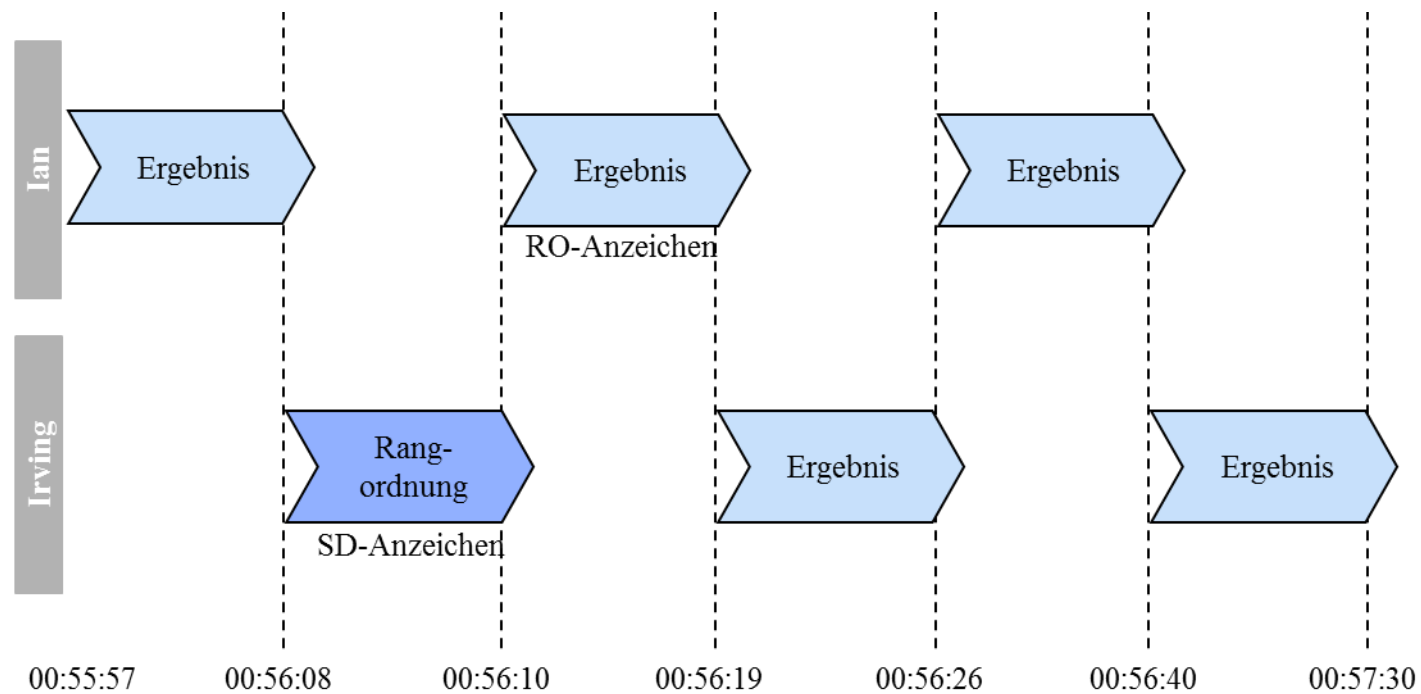 Ian
Ergebnis
Ergebnis
Ergebnis
RO-Anzeichen
Irving
Rang-
ordnung
Ergebnis
Ergebnis
SD-Anzeichen
00:55:57 00:56:08 00:56:10 00:56:19 00:56:26 00:56:40 00:57:30